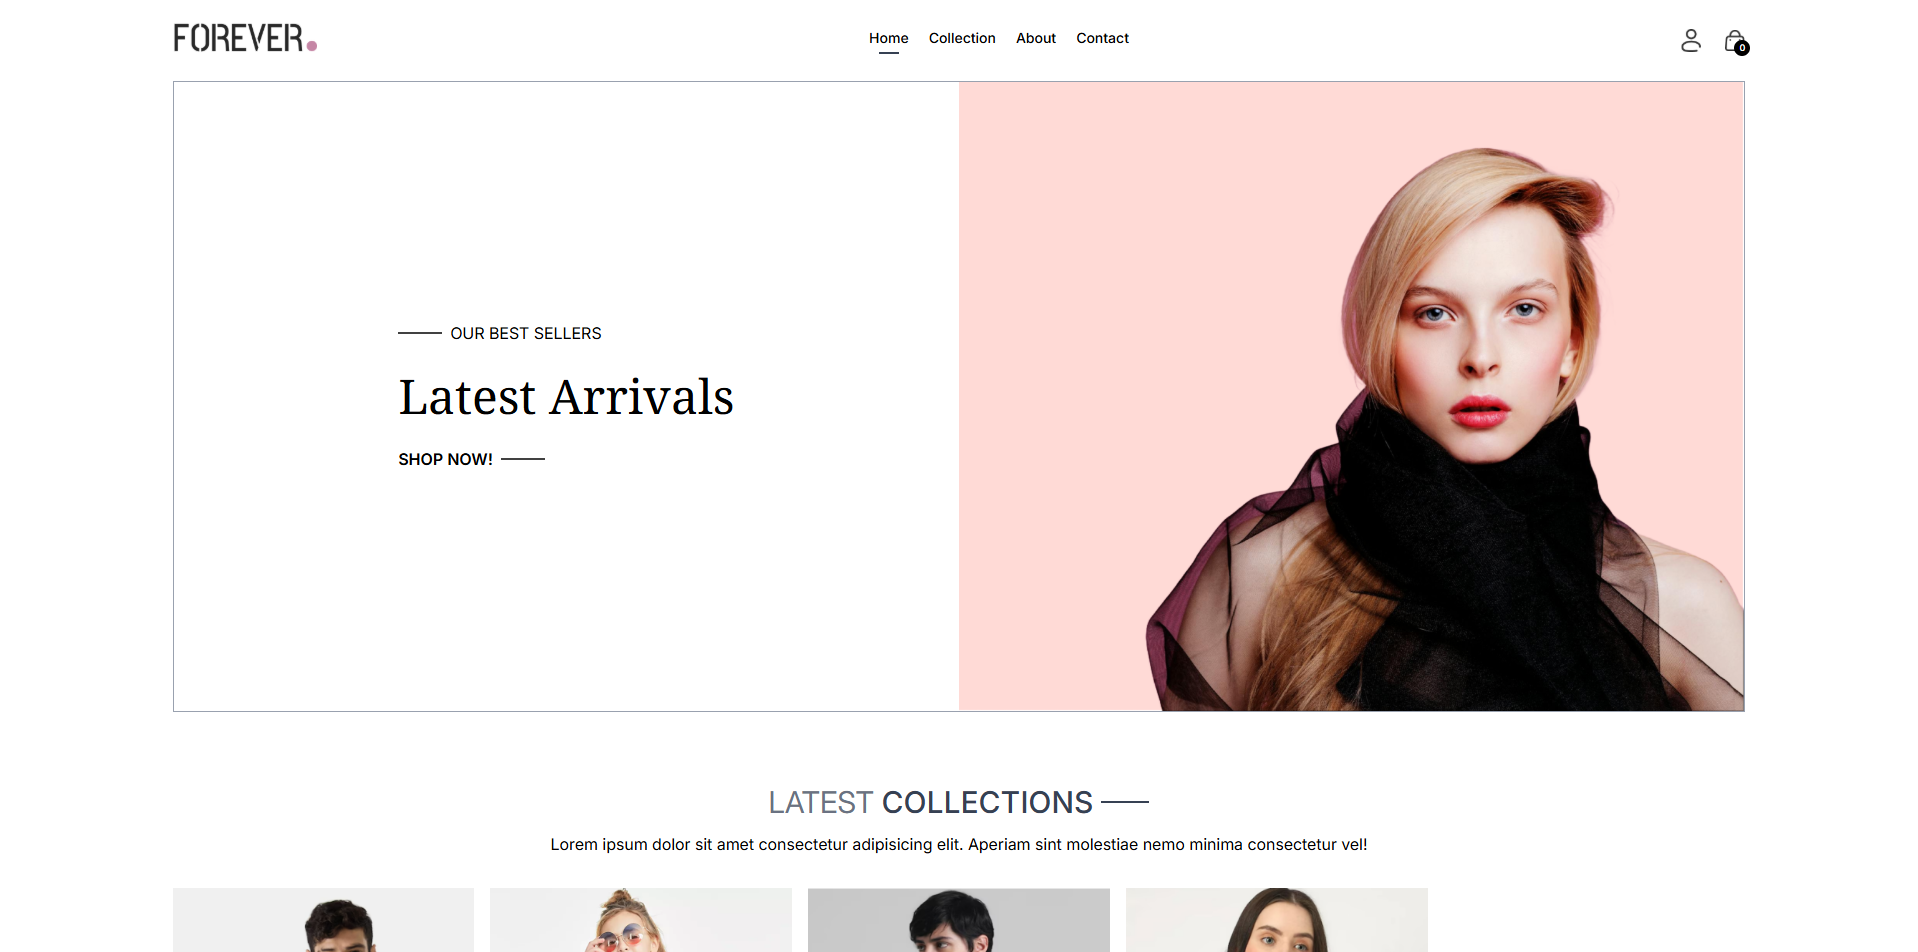 FOREVER.
Home Collection About Contact
0
OUR BEST SELLERS
Latest Arrivals
SHOP NOW!
LATEST COLLECTIONS
Lorem ipsum dolor sit amet consectetur adipisicing elit. Aperiam sint molestiae nemo minima consectetur vel!